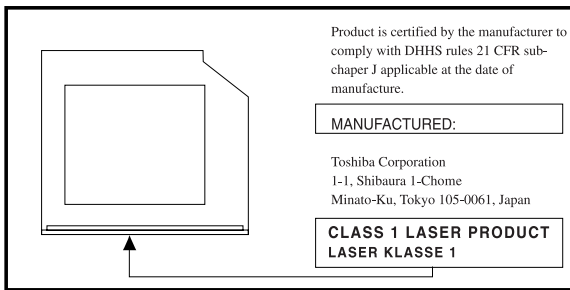 Product is certified by the manufacturer to
comply with DHHS rules 21 CFR sub-
chaper J applicable at the date of
manufacture.
MANUFACTURED:
Toshiba Corporation
1-1, Shibaura 1-Chome
Minato-Ku, Tokyo 105-0061, Japan
CLASS 1 LASER PRODUCT
LASER KLASSE 1